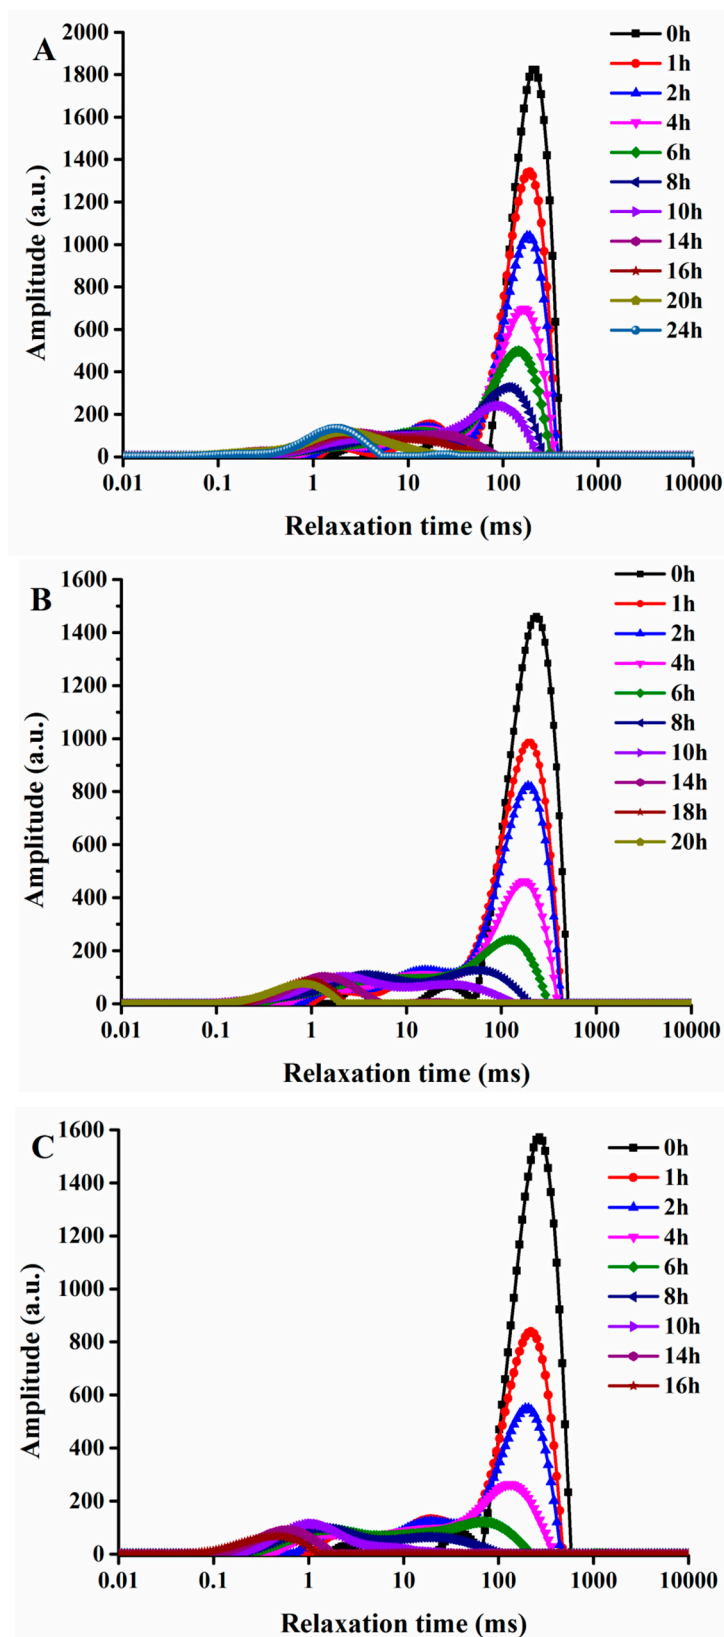 A
2000
1800
1600
1400
1200
1000
800
600
400
200
0
Amplitude (a.u.)
0.01 0.1 1 10 100 1000 10000
Relaxation time (ms)
0h
1h
2h
4h
6h
8h
10h
14h
16h
20h
24h
B
1600
1400
1200
1000
800
600
400
200
0
Amplitude (a.u.)
0.01 0.1 1 10 100 1000 10000
Relaxation time (ms)
0h
1h
2h
4h
6h
8h
10h
14h
18h
20h
C
1600
1400
1200
1000
800
600
400
200
0
Amplitude (a.u.)
0.01 0.1 1 10 100 1000 10000
Relaxation time (ms)
0h
1h
2h
4h
6h
8h
10h
14h
16h